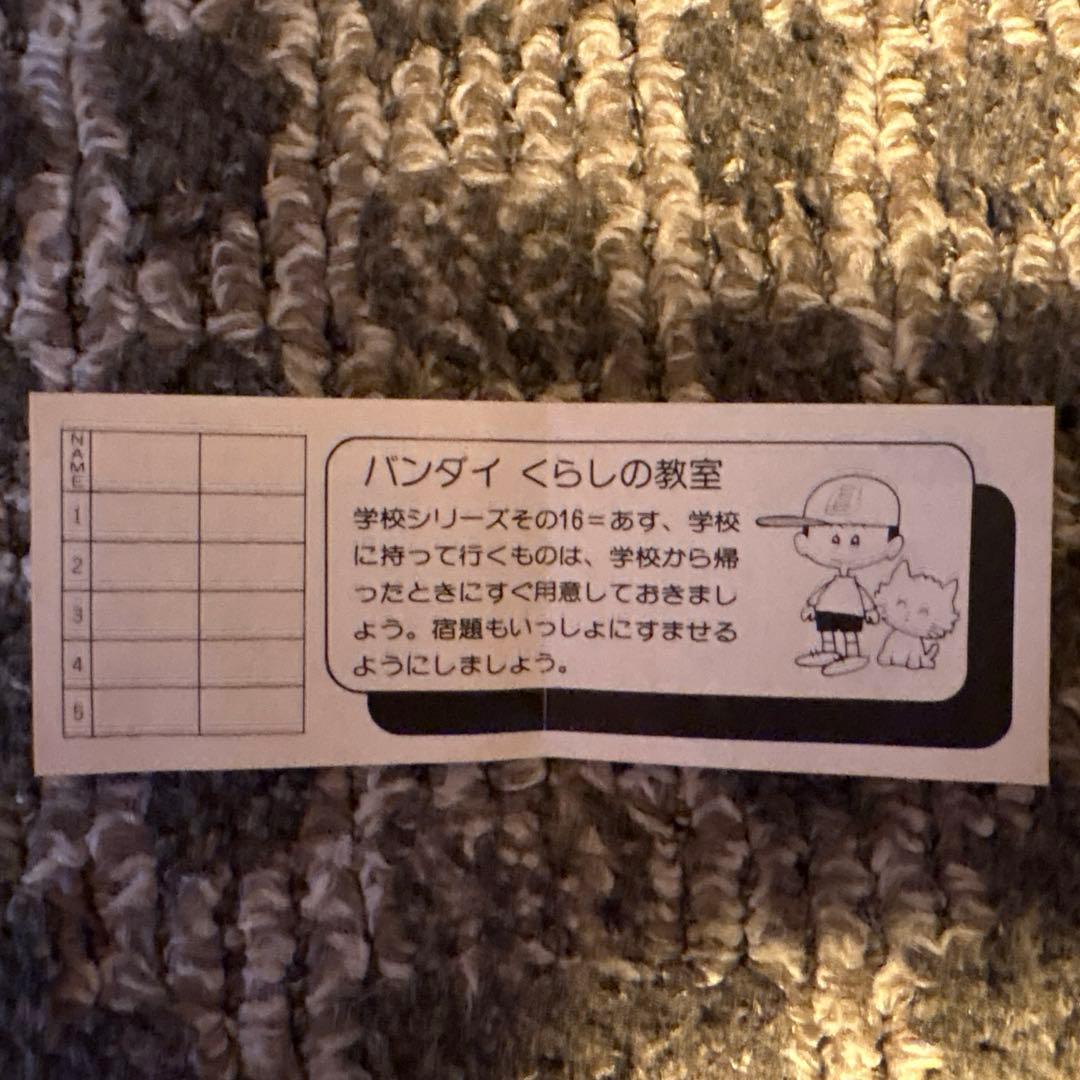 NAME
1
2
3
4
5
バンダイ くらしの教室
学校シリーズその16=あす、学校
に持って行くものは、学校から帰
ったときにすぐ用意しておきまし
ょう。宿題もいっしょにすませる
ようにしましょう。